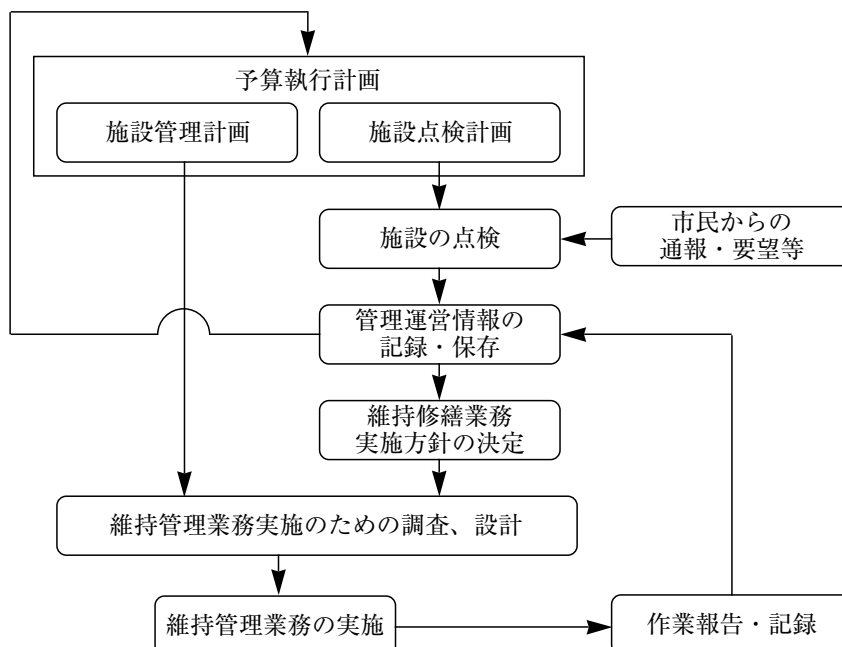 予算執行計画
施設管理計画
施設点検計画
施設の点検
市民からの
通報・要望等
管理運営情報の
記録・保存
維持修繕業務
実施方針の決定
維持管理業務実施のための調査、設計
維持管理業務の実施
作業報告・記録